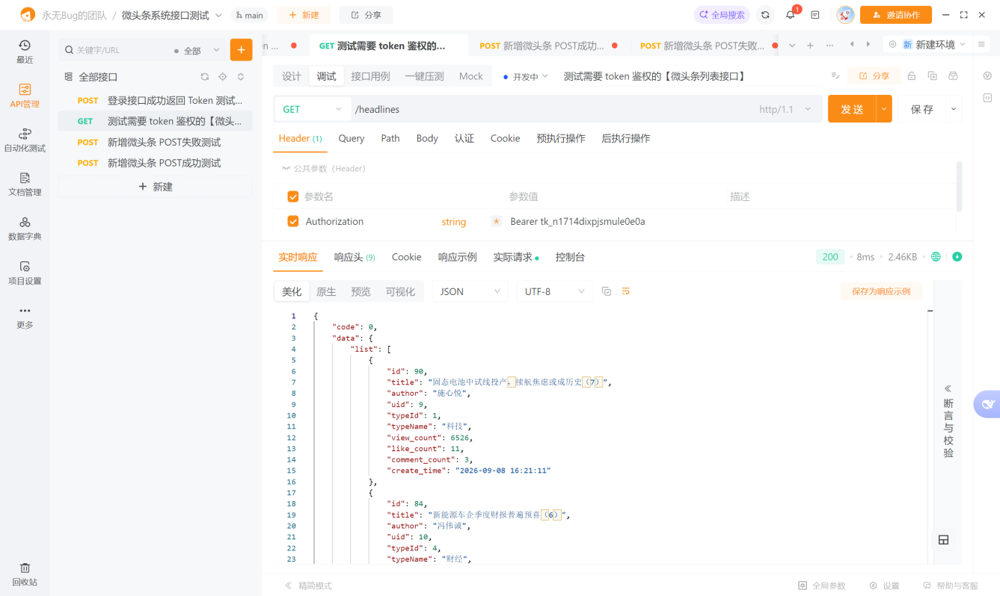 永无Bug的团队 / 微头条系统接口测试 main + 新建 分享 全局搜索 1 邀请协作
最近
API管理
自动化测试
文档管理
数据字典
项目设置
更多
回收站
关键字/URL 全部 +
全部接口
POST 登录接口成功返回 Token 测试...
GET 测试需要 token 鉴权的【微头...
POST 新增微头条 POST失败测试
POST 新增微头条 POST成功测试
+ 新建
en ... GET 测试需要 token 鉴权的... POST 新增微头条 POST成功... POST 新增微头条 POST失败... + ... 新 新建环境
设计 调试 接口用例 一键压测 Mock 开发中 测试需要 token 鉴权的【微头条列表接口】 分享
GET /headlines http/1.1 发 送 保 存
Header (1) Query Path Body 认证 Cookie 预执行操作 后执行操作
公共参数（Header）
参数名 参数值 描述
Authorization string * Bearer tk_n1714dixpjsmule0e0a
实时响应 响应头 (9) Cookie 响应示例 实际请求 控制台 200 8ms 2.46KB
美化 原生 预览 可视化 JSON UTF-8 保存为响应示例
1 {
2 "code": 0,
3 "data": {
4 "list": [
5 {
6 "id": 90,
7 "title": "固态电池中试线投产，续航焦虑或成历史（7）",
8 "author": "施心悦",
9 "uid": 9,
10 "typeId": 1,
11 "typeName": "科技",
12 "view_count": 6526,
13 "like_count": 11,
14 "comment_count": 3,
15 "create_time": "2026-09-08 16:21:11"
16 },
17 {
18 "id": 84,
19 "title": "新能源车企季度财报普遍预喜（6）",
20 "author": "冯伟诚",
21 "uid": 10,
22 "typeId": 4,
23 "typeName": "财经",
断言与校验
精简模式 全局参数 设置 帮助与客服